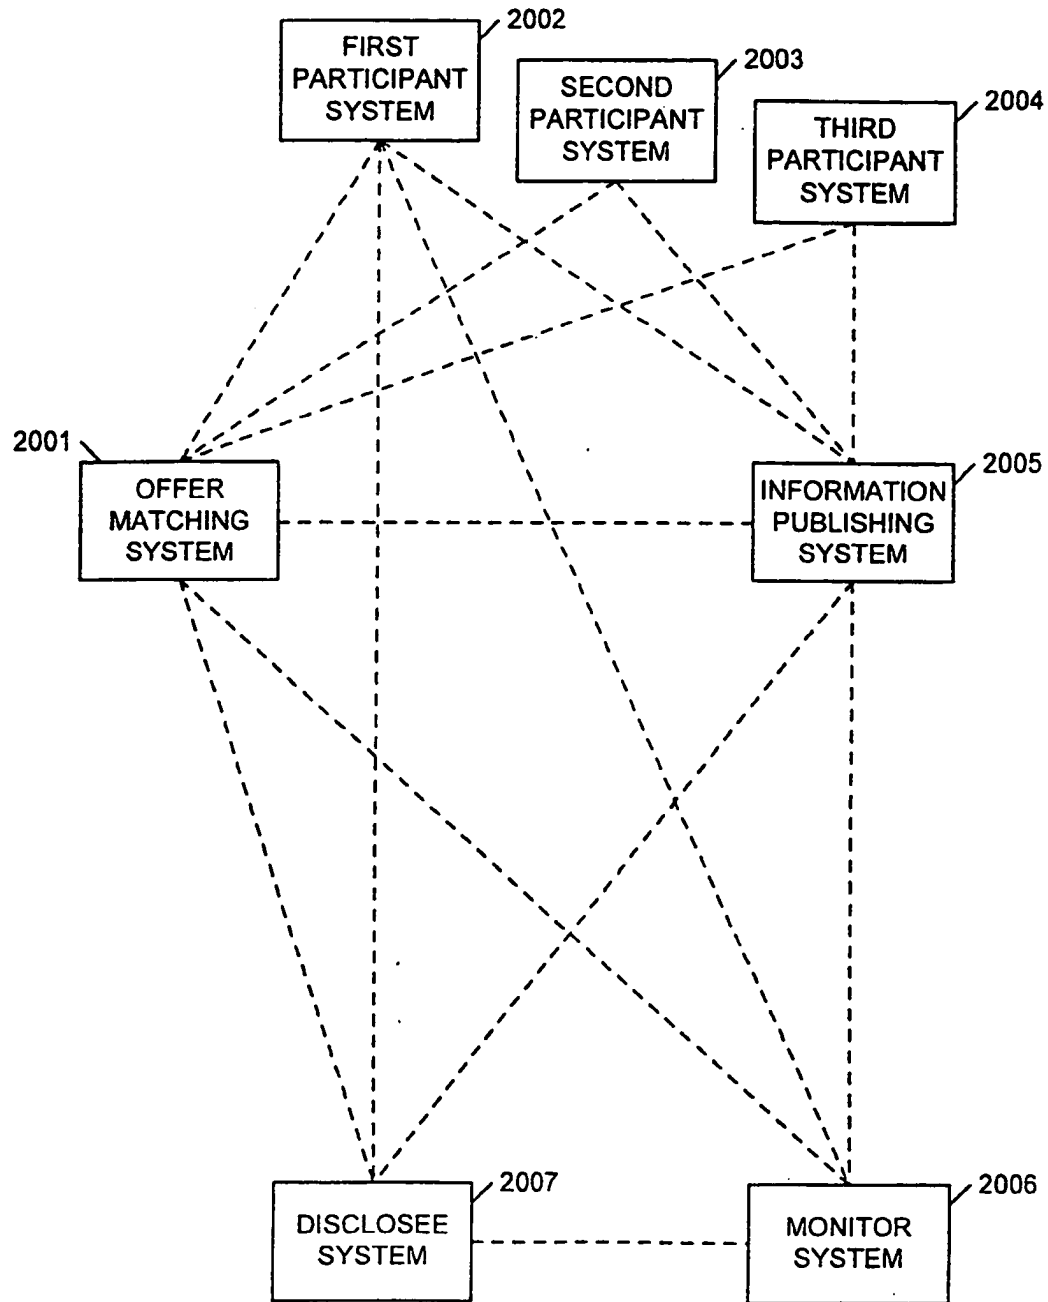 2002
FIRST
PARTICIPANT
SYSTEM
2003
SECOND
PARTICIPANT
SYSTEM
2004
THIRD
PARTICIPANT
SYSTEM
2001
OFFER
MATCHING
SYSTEM
2005
INFORMATION
PUBLISHING
SYSTEM
2007
DISCLOSEE
SYSTEM
2006
MONITOR
SYSTEM